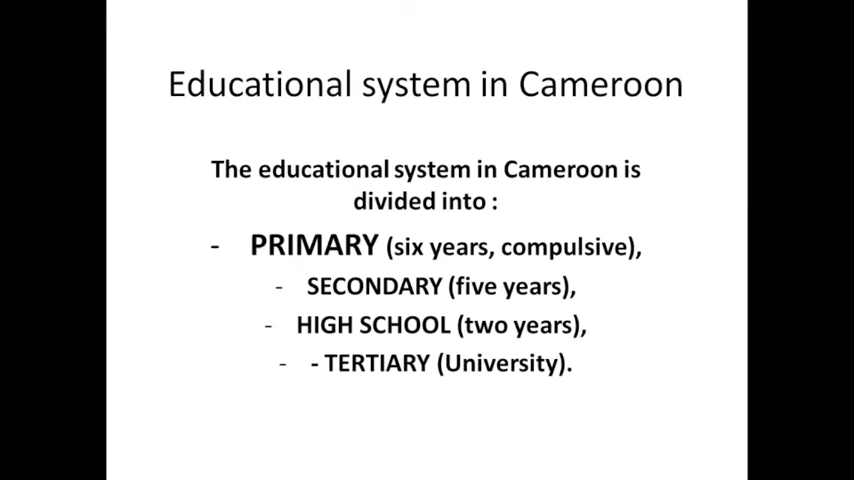 Educational system in Cameroon
The educational system in Cameroon is
divided into :
- PRIMARY (six years, compulsive),
- SECONDARY (five years),
- HIGH SCHOOL (two years),
- - TERTIARY (University).